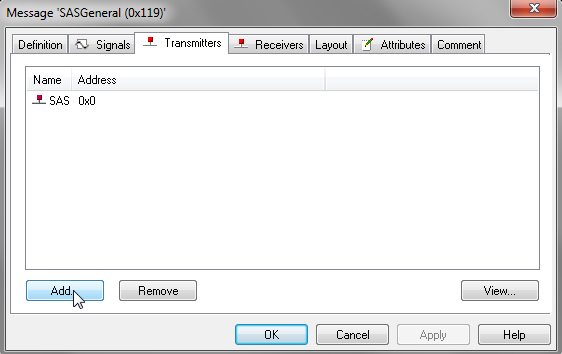 Message 'SASGeneral (0x119)'
Definition Signals Transmitters Receivers Layout Attributes Comment
Name Address
SAS 0x0
Add... Remove View...
OK Cancel Apply Help